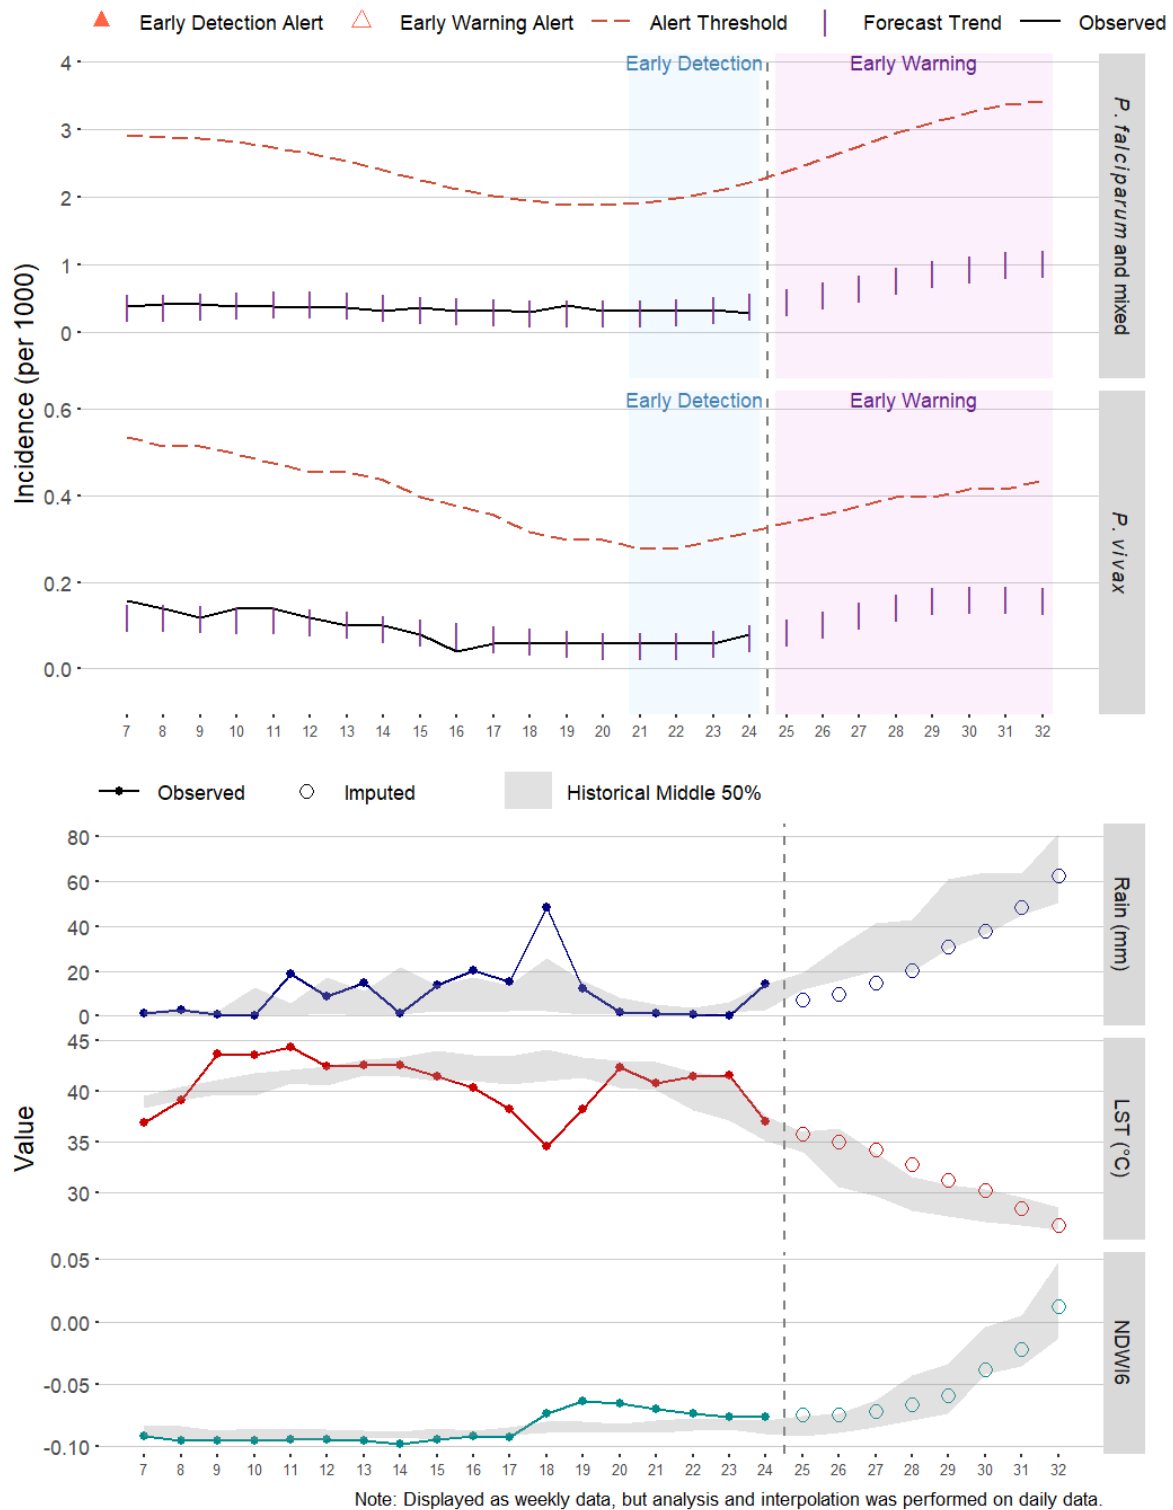 Early Detection Alert Early Warning Alert Alert Threshold Forecast Trend Observed
Early Detection Early Warning
4
3
2
1
0
P. falciparum and mixed
Incidence (per 1000)
Early Detection Early Warning
0.6
0.4
0.2
0.0
P. vivax
7 8 9 10 11 12 13 14 15 16 17 18 19 20 21 22 23 24 25 26 27 28 29 30 31 32
Observed Imputed Historical Middle 50%
80
60
40
20
0
Rain (mm)
Value
45
40
35
30
LST (°C)
0.05
0.00
-0.05
-0.10
NDWI6
7 8 9 10 11 12 13 14 15 16 17 18 19 20 21 22 23 24 25 26 27 28 29 30 31 32
Note: Displayed as weekly data, but analysis and interpolation was performed on daily data.